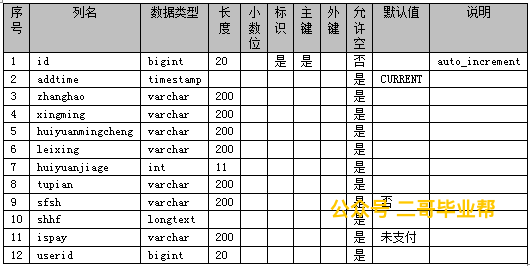 序号 列名 数据类型 长度 小数位 标识 主键 外键 允许空 默认值 说明
1 id bigint 20 是 是 否 auto_increment
2 addtime timestamp 是 CURRENT
3 zhanghao varchar 200 是
4 xingming varchar 200 是
5 huiyuanmingcheng varchar 200 是
6 leixing varchar 200 是
7 huiyuanjiage int 11 是
8 tupian varchar 200 是
9 sfsh varchar 200 是 否
10 shhf longtext 是
11 ispay varchar 200 是 未支付
12 userid bigint 20 是
公众号 二哥毕业帮